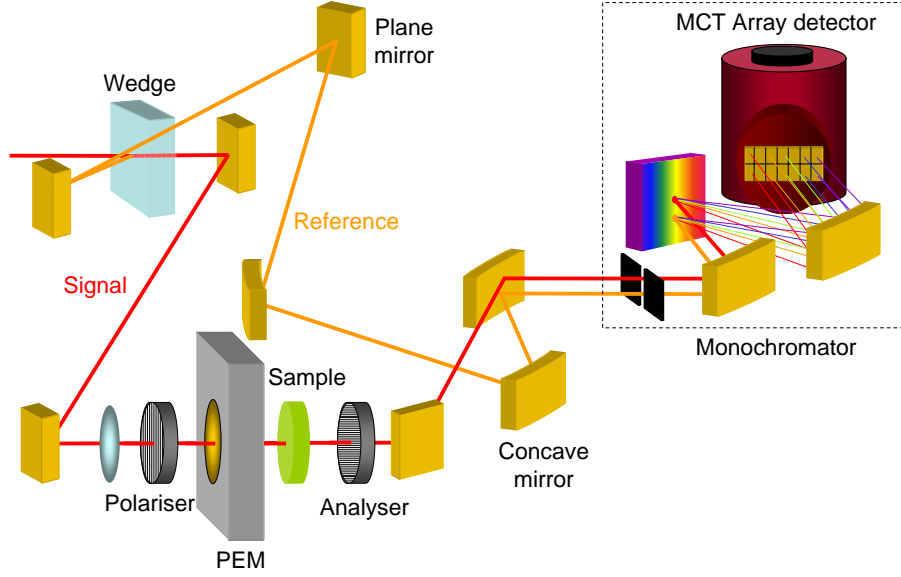 Plane
mirror
MCT Array detector
Wedge
Reference
Signal
Monochromator
Sample
Concave
mirror
Polariser
Analyser
PEM